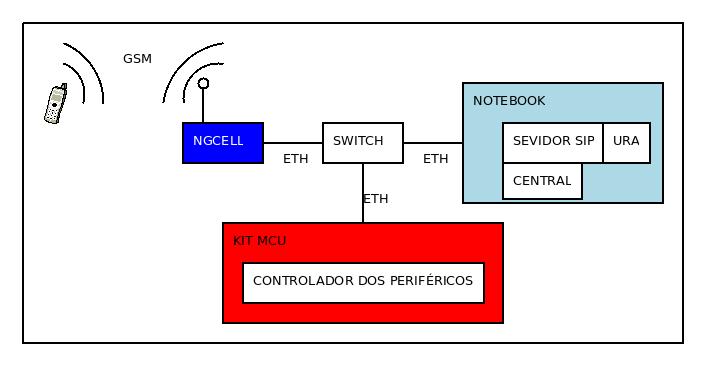 GSM
NOTEBOOK
NGCELL
SWITCH
SEVIDOR SIP
URA
ETH
ETH
CENTRAL
ETH
KIT MCU
CONTROLADOR DOS PERIFÉRICOS